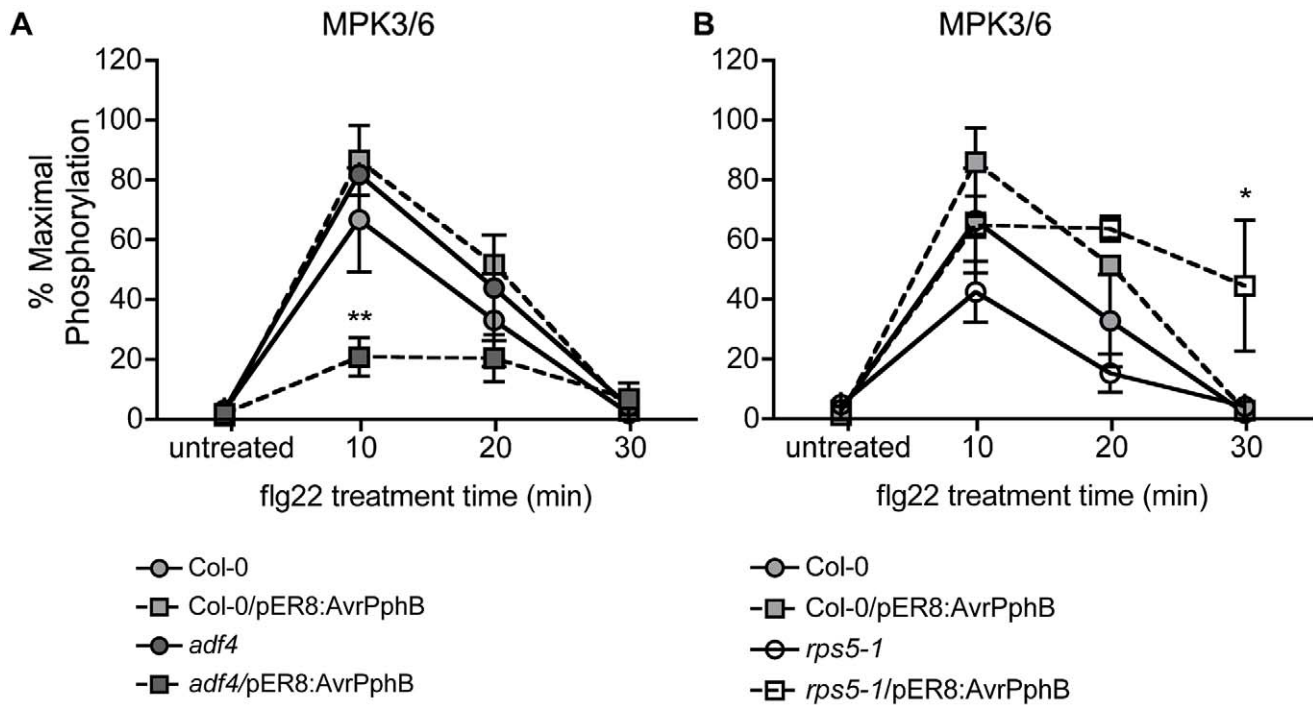 A
MPK3/6
% Maximal
Phosphorylation
120
100
80
60
40
20
0
**
untreated
10
20
30
flg22 treatment time (min)
Col-0
Col-0/pER8:AvrPphB
adf4
adf4/pER8:AvrPphB
B
MPK3/6
120
100
80
60
40
20
0
*
untreated
10
20
30
flg22 treatment time (min)
Col-0
Col-0/pER8:AvrPphB
rps5-1
rps5-1/pER8:AvrPphB